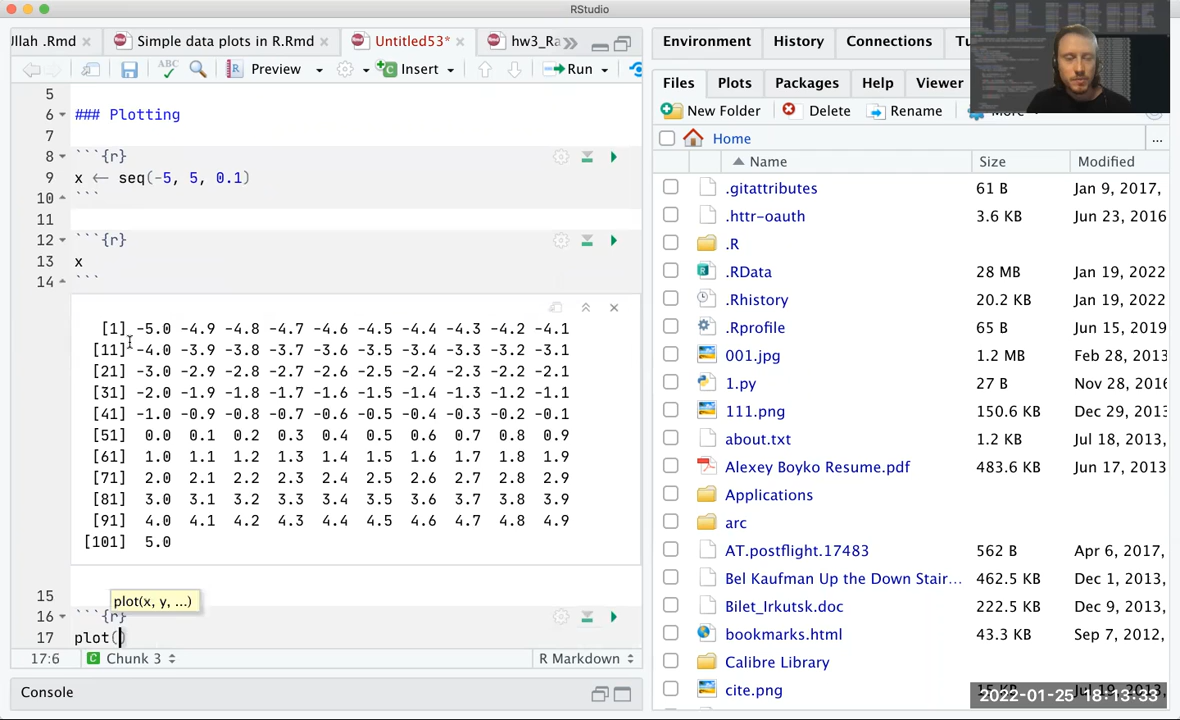 RStudio
ullah .Rmd
Simple data plots in R.Rmd
Untitled53*
hw3_Ra
ABC
Preview
Insert
Run
5
6 ### Plotting
7
8 ```{r}
9 x <- seq(-5, 5, 0.1)
10 ```
11
12 ```{r}
13 x
14 ```
[1] -5.0 -4.9 -4.8 -4.7 -4.6 -4.5 -4.4 -4.3 -4.2 -4.1
[11] -4.0 -3.9 -3.8 -3.7 -3.6 -3.5 -3.4 -3.3 -3.2 -3.1
[21] -3.0 -2.9 -2.8 -2.7 -2.6 -2.5 -2.4 -2.3 -2.2 -2.1
[31] -2.0 -1.9 -1.8 -1.7 -1.6 -1.5 -1.4 -1.3 -1.2 -1.1
[41] -1.0 -0.9 -0.8 -0.7 -0.6 -0.5 -0.4 -0.3 -0.2 -0.1
[51] 0.0 0.1 0.2 0.3 0.4 0.5 0.6 0.7 0.8 0.9
[61] 1.0 1.1 1.2 1.3 1.4 1.5 1.6 1.7 1.8 1.9
[71] 2.0 2.1 2.2 2.3 2.4 2.5 2.6 2.7 2.8 2.9
[81] 3.0 3.1 3.2 3.3 3.4 3.5 3.6 3.7 3.8 3.9
[91] 4.0 4.1 4.2 4.3 4.4 4.5 4.6 4.7 4.8 4.9
[101] 5.0
15
plot(x, y, ...)
16 ```{r}
17 plot()
17:6 Chunk 3 R Markdown
Console
Environment History Connections Tu
Files Plots Packages Help Viewer
New Folder Delete Rename More
Home ...
Name Size Modified
.gitattributes 61 B Jan 9, 2017,
.httr-oauth 3.6 KB Jun 23, 2016
.R
.RData 28 MB Jan 19, 2022
.Rhistory 20.2 KB Jan 19, 2022
.Rprofile 65 B Jun 15, 2019
001.jpg 1.2 MB Feb 28, 2013
1.py 27 B Nov 28, 2016
111.png 150.6 KB Dec 29, 2013
about.txt 1.2 KB Jul 18, 2013,
Alexey Boyko Resume.pdf 483.6 KB Jun 17, 2013
Applications
arc
AT.postflight.17483 562 B Apr 6, 2017,
Bel Kaufman Up the Down Stair... 462.5 KB Dec 1, 2013,
Bilet_Irkutsk.doc 222.5 KB Dec 9, 2013,
bookmarks.html 43.3 KB Sep 7, 2012,
Calibre Library
cite.png
2022-01-25 18:13:33